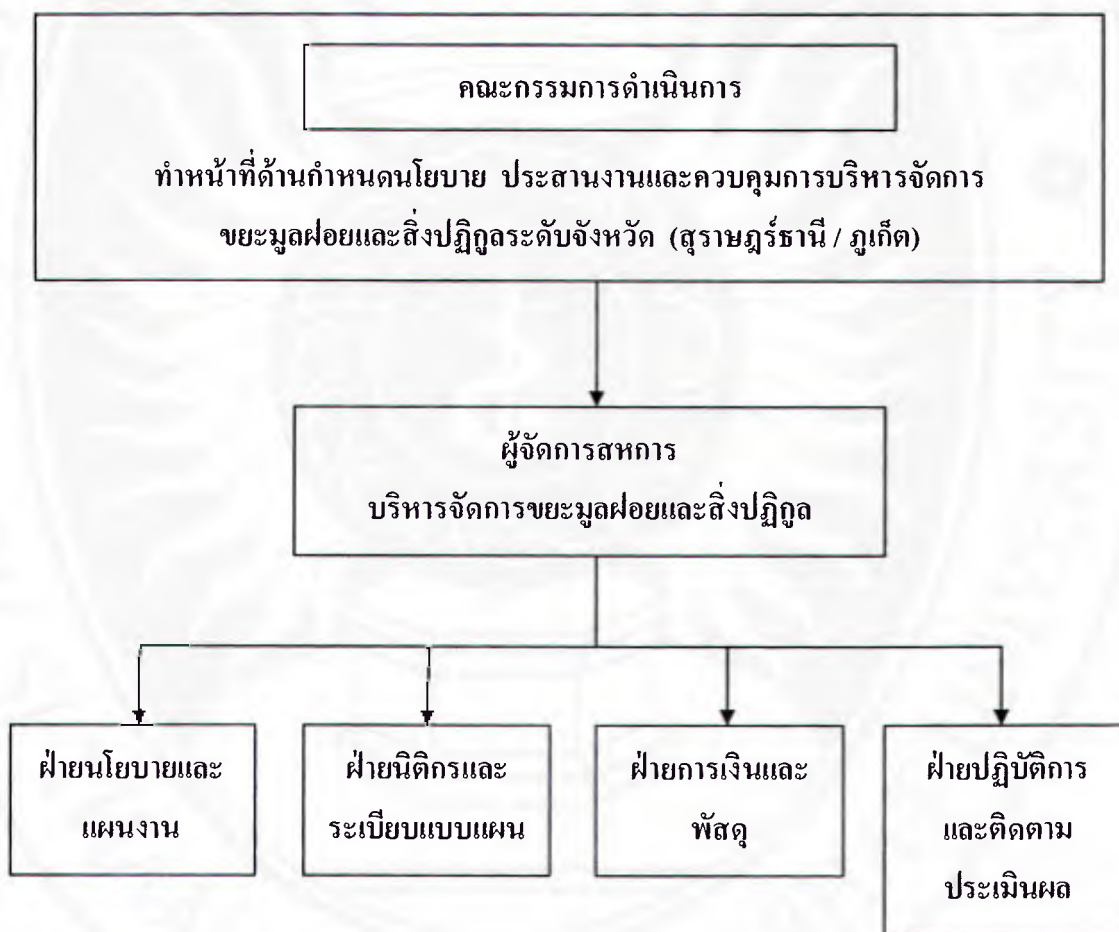 คณะกรรมการดำเนินการ
ทำหน้าที่ด้านกำหนดนโยบาย ประสานงานและควบคุมการบริหารจัดการ
ขยะมูลฝอยและสิ่งปฏิกูลระดับจังหวัด (สุราษฎร์ธานี / ภูเก็ต)
ผู้จัดการสหการ
บริหารจัดการขยะมูลฝอยและสิ่งปฏิกูล
ฝ่ายนโยบายและ
แผนงาน
ฝ่ายนิติกรและ
ระเบียบแบบแผน
ฝ่ายการเงินและ
พัสดุ
ฝ่ายปฏิบัติการ
และติดตาม
ประเมินผล